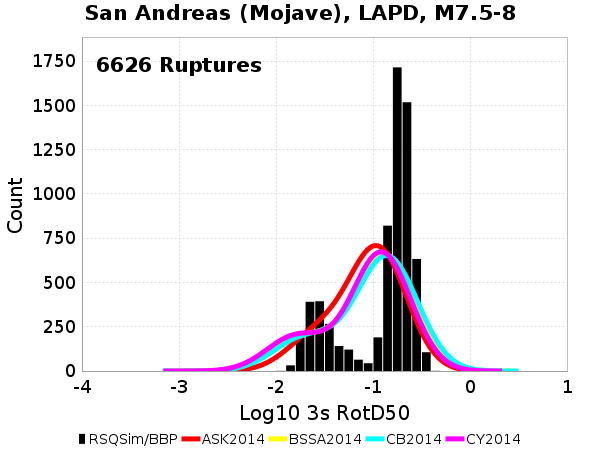 San Andreas (Mojave), LAPD, M7.5-8
6626 Ruptures
Count
1750
1500
1250
1000
750
500
250
0
-4 -3 -2 -1 0 1
Log10 3s RotD50
RSQSim/BBP ASK2014 BSSA2014 CB2014 CY2014